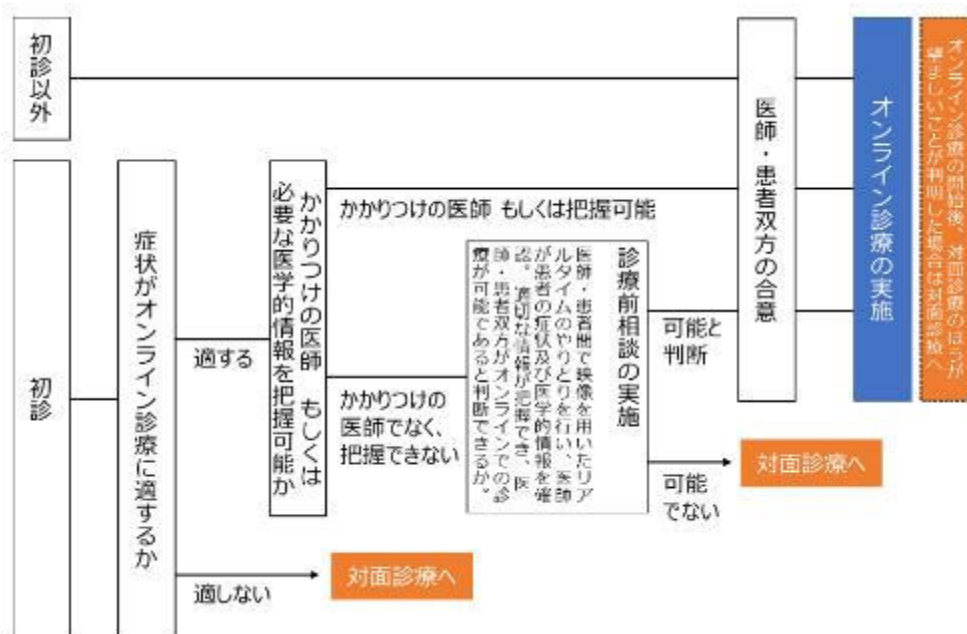 初診以外
初診
症状がオンライン診療に適するか
適する
適しない
対面診療へ
かかりつけの医師 もしくは
必要な医学的情報を把握可能か
かかりつけの医師 もしくは把握可能
かかりつけの
医師でなく、
把握できない
診療前相談の実施
医師・患者間で映像を用いたリア
ルタイムのやりとりを行い、医師
が患者の症状及び医学的情報を確
認。適切な情報が把握でき、医
師・患者双方がオンラインでの診
療が可能であると判断できるか。
可能と
判断
可能
でない
対面診療へ
医師・患者双方の合意
オンライン診療の実施
オンライン診療の開始後、対面診療のほうが
望ましいことが判明した場合は対面診療へ